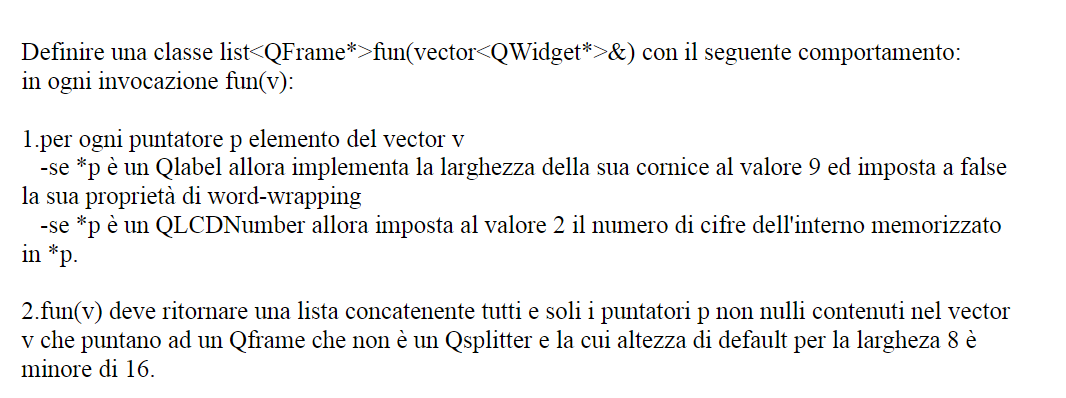 Definire una classe list<QFrame*>fun(vector<QWidget*>&) con il seguente comportamento:
in ogni invocazione fun(v):
1.per ogni puntatore p elemento del vector v
-se *p è un Qlabel allora implementa la larghezza della sua cornice al valore 9 ed imposta a false
la sua proprietà di word-wrapping
-se *p è un QLCDNumber allora imposta al valore 2 il numero di cifre dell'interno memorizzato
in *p.
2.fun(v) deve ritornare una lista concatenente tutti e soli i puntatori p non nulli contenuti nel vector
v che puntano ad un Qframe che non è un Qsplitter e la cui altezza di default per la largheza 8 è
minore di 16.